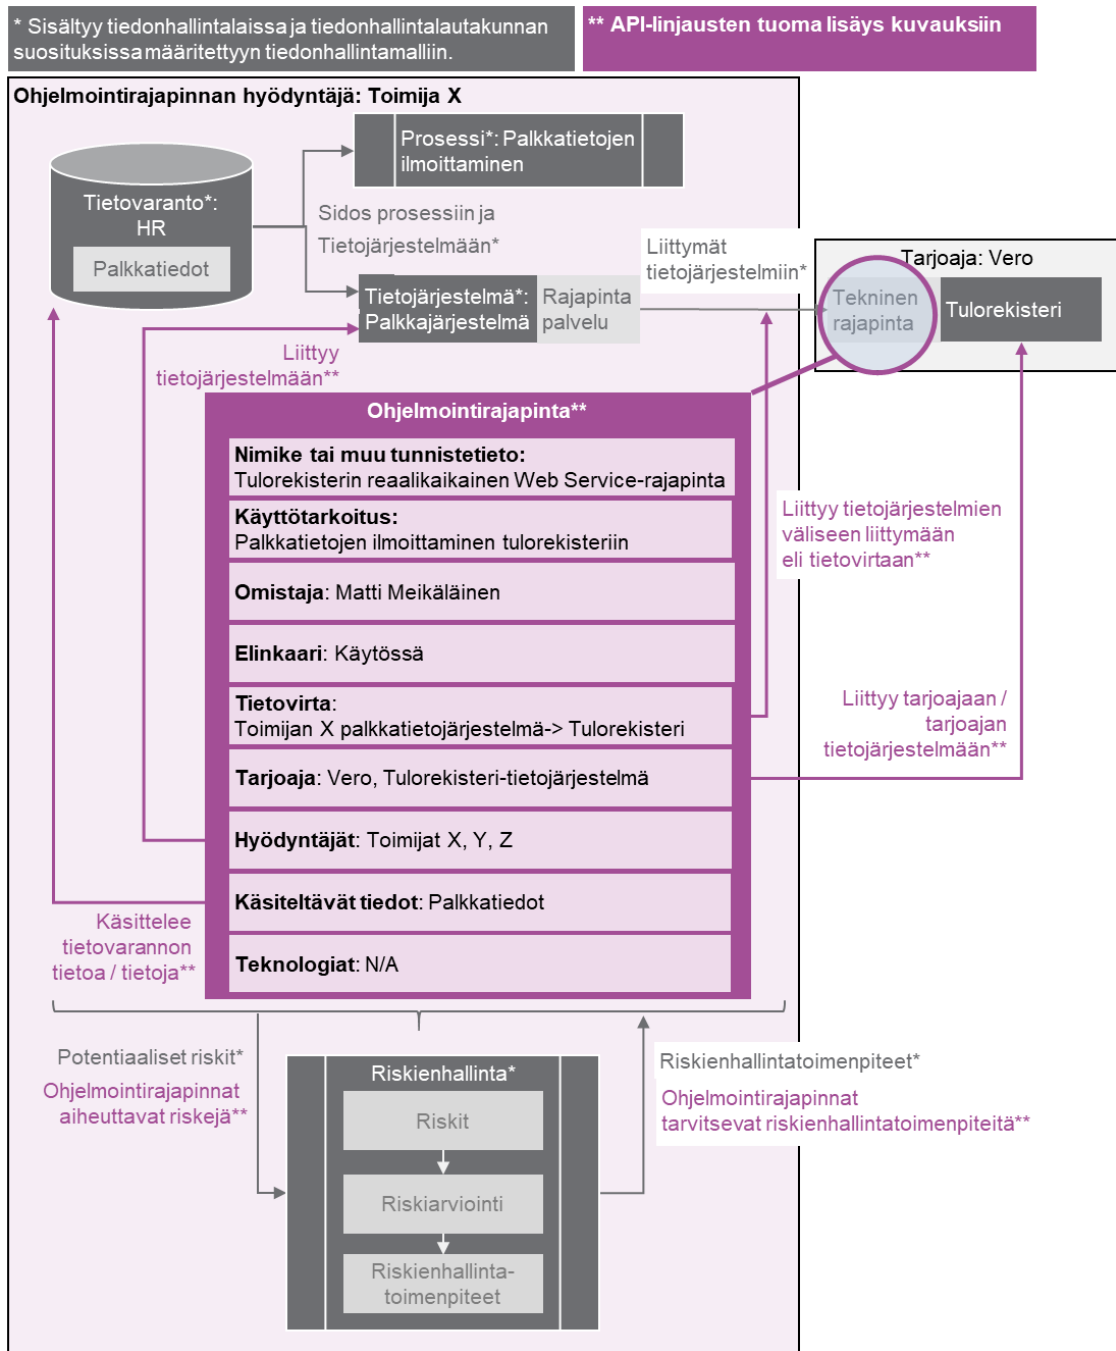 * Sisältyy tiedonhallintalaissa ja tiedonhallintalautakunnan
suosituksissa määritettyyn tiedonhallintamalliin.
** API-linjausten tuoma lisäys kuvauksiin
Ohjelmointirajapinnan hyödyntäjä: Toimija X
Prosessi*: Palkkatietojen
ilmoittaminen
Tietovaranto*:
HR
Palkkatiedot
Sidos prosessiin ja
Tietojärjestelmään*
Liittymät
tietojärjestelmiin*
Tarjoaja: Vero
Tietojärjestelmä*:
Palkkajärjestelmä
Rajapinta
palvelu
Tekninen
rajapinta
Tulorekisteri
Liittyy
tietojärjestelmään**
Ohjelmointirajapinta**
Nimike tai muu tunnistetieto:
Tulorekisterin reaalikaikainen Web Service-rajapinta
Käyttötarkoitus:
Palkkatietojen ilmoittaminen tulorekisteriin
Omistaja: Matti Meikäläinen
Elinkaari: Käytössä
Tietovirta:
Toimijan X palkkatietojärjestelmä-> Tulorekisteri
Tarjoaja: Vero, Tulorekisteri-tietojärjestelmä
Hyödyntäjät: Toimijat X, Y, Z
Käsiteltävät tiedot: Palkkatiedot
Teknologiat: N/A
Liittyy tietojärjestelmien
väliseen liittymään
eli tietovirtaan**
Liittyy tarjoajaan /
tarjoajan
tietojärjestelmään**
Käsittelee
tietovarannon
tietoa / tietoja**
Potentiaaliset riskit*
Ohjelmointirajapinnat
aiheuttavat riskejä**
Riskienhallinta*
Riskit
Riskiarviointi
Riskienhallinta-
toimenpiteet
Riskienhallintatoimenpiteet*
Ohjelmointirajapinnat
tarvitsevat riskienhallintatoimenpiteitä**